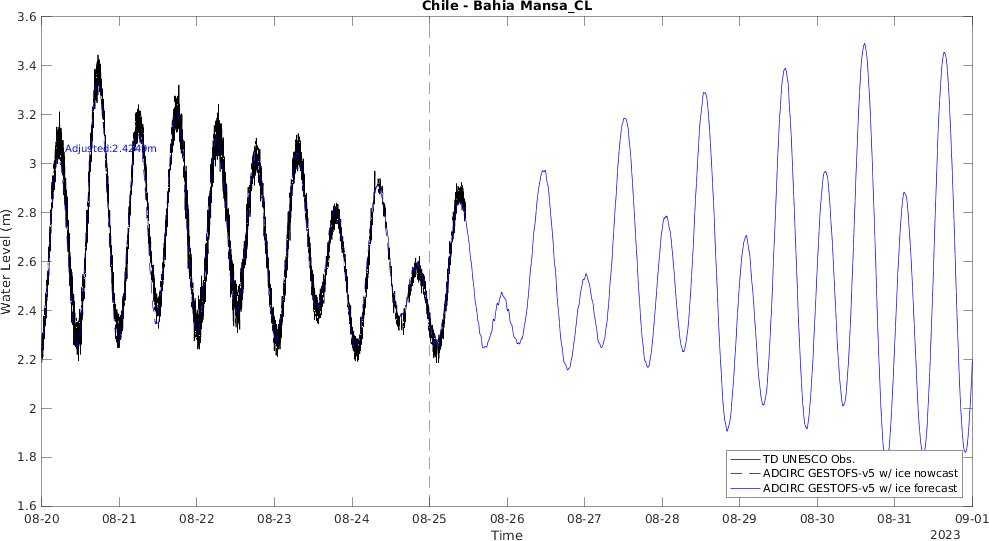 Chile - Bahia Mansa_CL
3.6
3.4
3.2
3
2.8
2.6
2.4
2.2
2
1.8
1.6
Water Level (m)
Adjusted:2.4249m
TD UNESCO Obs.
ADCIRC GESTOFS-v5 w/ ice nowcast
ADCIRC GESTOFS-v5 w/ ice forecast
08-20 08-21 08-22 08-23 08-24 08-25 08-26 08-27 08-28 08-29 08-30 08-31 09-01
Time
2023